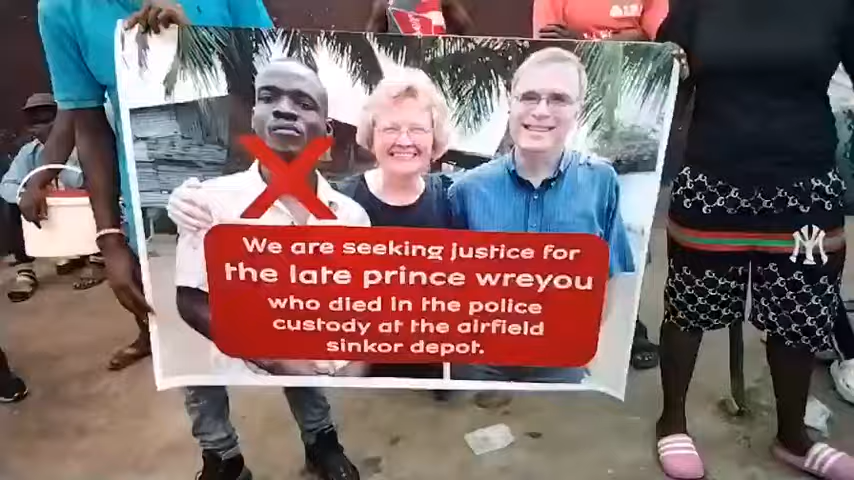 We are seeking justice for
the late prince wreyou
who died in the police
custody at the airfield
sinkor depot.
NY